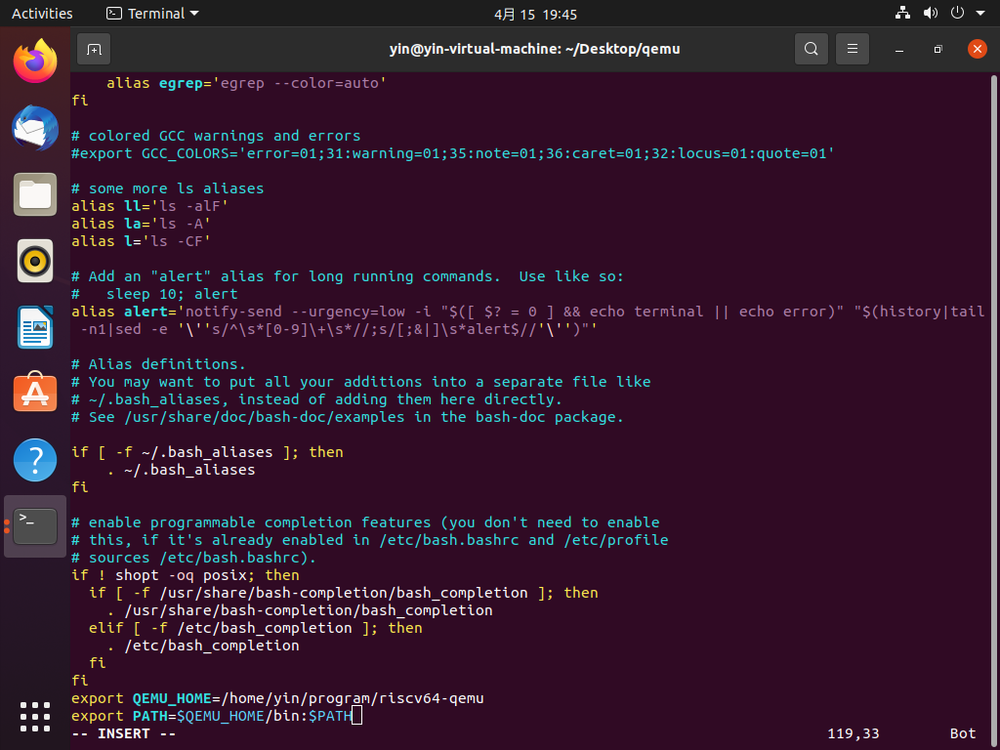 Activities
Terminal
4月 15 19:45
yin@yin-virtual-machine: ~/Desktop/qemu
    alias egrep='egrep --color=auto'
fi

# colored GCC warnings and errors
#export GCC_COLORS='error=01;31:warning=01;35:note=01;36:caret=01;32:locus=01:quote=01'

# some more ls aliases
alias ll='ls -alF'
alias la='ls -A'
alias l='ls -CF'

# Add an "alert" alias for long running commands.  Use like so:
#   sleep 10; alert
alias alert='notify-send --urgency=low -i "$([ $? = 0 ] && echo terminal || echo error)" "$(history|tail
 -n1|sed -e '\''s/^\s*[0-9]\+\s*//;s/[;&|]\s*alert$//'\'')"'

# Alias definitions.
# You may want to put all your additions into a separate file like
# ~/.bash_aliases, instead of adding them here directly.
# See /usr/share/doc/bash-doc/examples in the bash-doc package.

if [ -f ~/.bash_aliases ]; then
    . ~/.bash_aliases
fi

# enable programmable completion features (you don't need to enable
# this, if it's already enabled in /etc/bash.bashrc and /etc/profile
# sources /etc/bash.bashrc).
if ! shopt -oq posix; then
  if [ -f /usr/share/bash-completion/bash_completion ]; then
    . /usr/share/bash-completion/bash_completion
  elif [ -f /etc/bash_completion ]; then
    . /etc/bash_completion
  fi
fi
export QEMU_HOME=/home/yin/program/riscv64-qemu
export PATH=$QEMU_HOME/bin:$PATH
-- INSERT -- 119,33 Bot